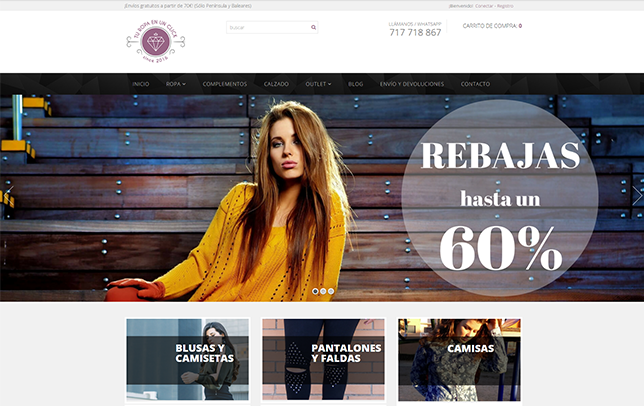 ¡Envíos gratuitos a partir de 70€! (Sólo Península y Baleares)
¡Bienvenido! Conectar - Registro
TU ROPA EN UN CLICK
since 2016
Buscar
LLÁMANOS / WHATSAPP
717 718 867
CARRITO DE COMPRA: 0
INICIO ROPA COMPLEMENTOS CALZADO OUTLET BLOG ENVÍO Y DEVOLUCIONES CONTACTO
REBAJAS
hasta un
60%
BLUSAS Y
CAMISETAS
PANTALONES
Y FALDAS
CAMISAS